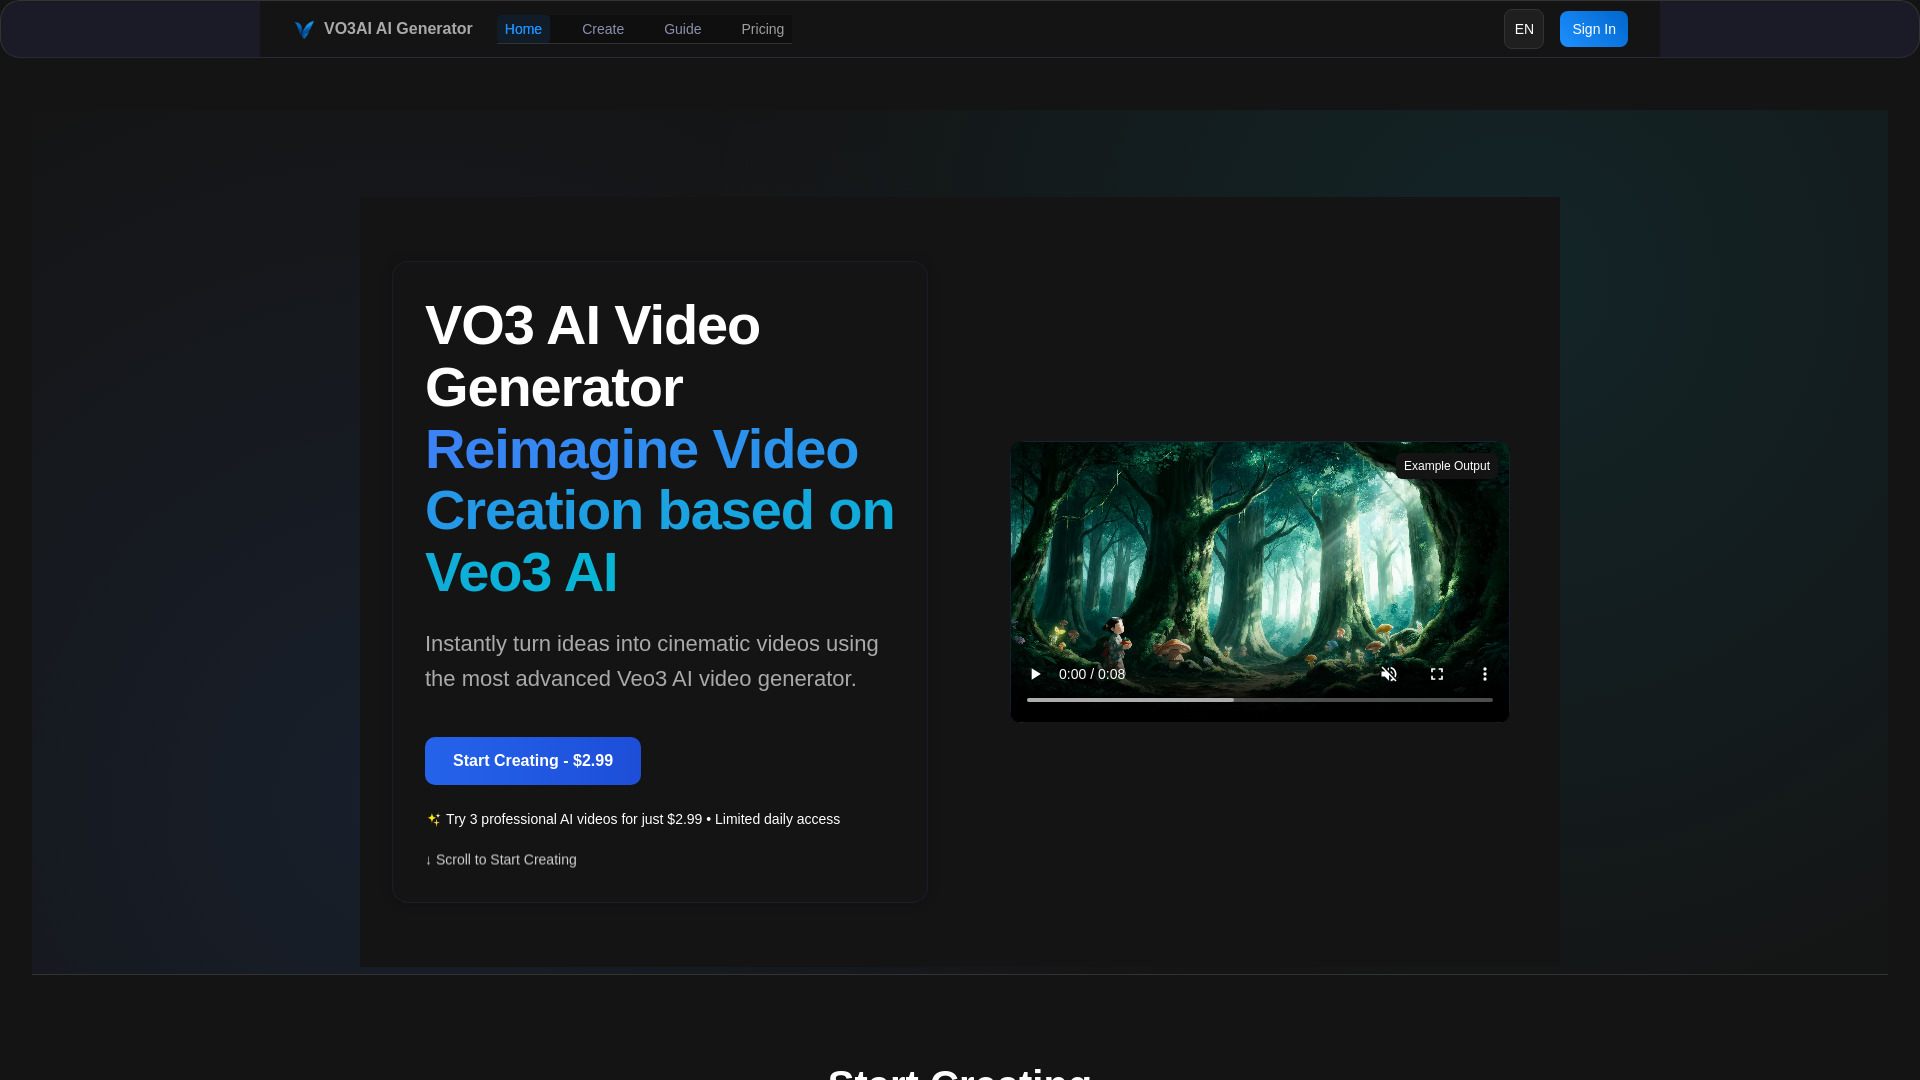 VO3AI AI Generator
Home
Create
Guide
Pricing
EN
Sign In
VO3 AI Video
Generator
Reimagine Video
Creation based on
Veo3 AI
Instantly turn ideas into cinematic videos using
the most advanced Veo3 AI video generator.
Start Creating - $2.99
✨ Try 3 professional AI videos for just $2.99 • Limited daily access
↓ Scroll to Start Creating
Example Output
0:00 / 0:08
Start Creating